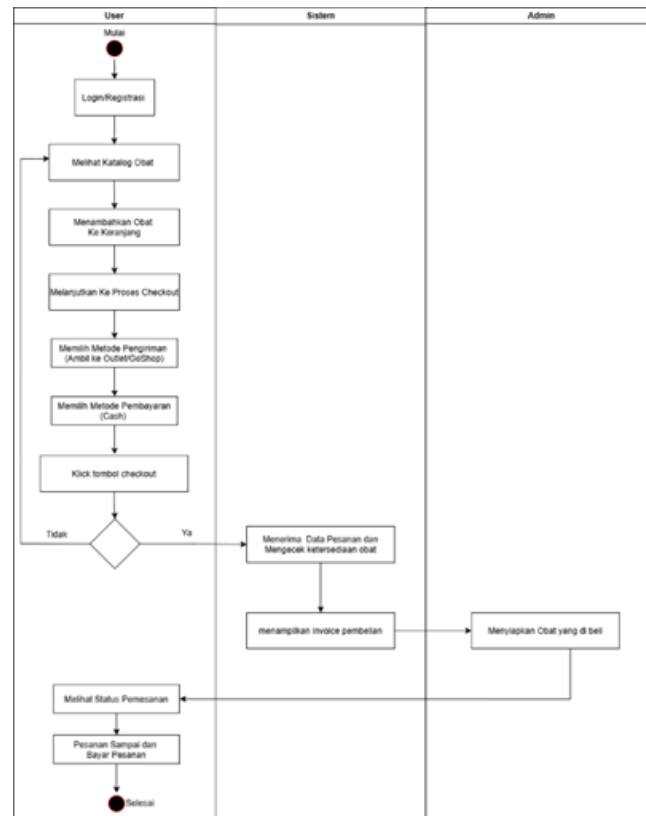 User
Sistem
Admin
Mulai
Login/Registrasi
Melihat Katalog Obat
Menambahkan Obat
Ke Keranjang
Melanjutkan Ke Proses Checkout
Memilih Metode Pengiriman
(Ambil ke Outlet/GoShop)
Memilih Metode Pembayaran
(Cash)
Klick tombol checkout
Tidak
Ya
Menerima Data Pesanan dan
Mengecek ketersediaan obat
menampilkan invoice pembelian
Menyiapkan Obat yang di beli
Melihat Status Pemesanan
Pesanan Sampai dan
Bayar Pesanan
Selesai